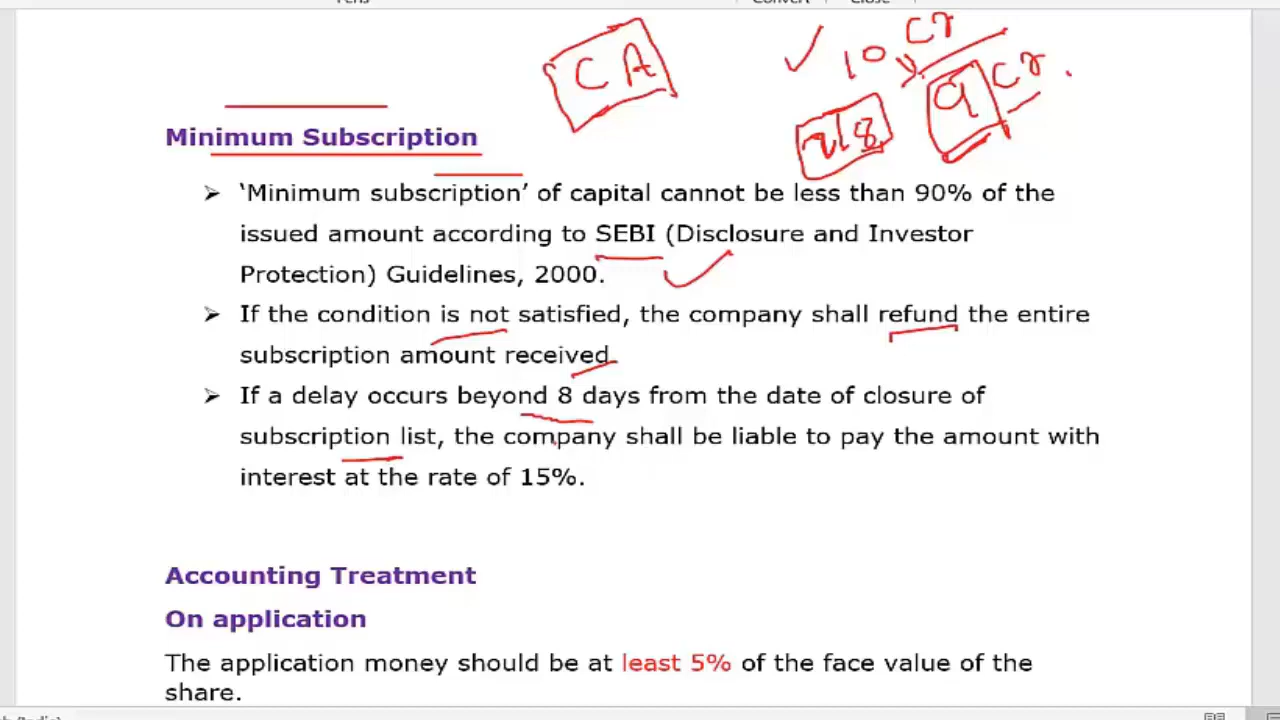 CA
10 Cr
9 Cr
Minimum Subscription
➢ ‘Minimum subscription’ of capital cannot be less than 90% of the
issued amount according to SEBI (Disclosure and Investor
Protection) Guidelines, 2000.
➢ If the condition is not satisfied, the company shall refund the entire
subscription amount received
➢ If a delay occurs beyond 8 days from the date of closure of
subscription list, the company shall be liable to pay the amount with
interest at the rate of 15%.
Accounting Treatment
On application
The application money should be at least 5% of the face value of the
share.